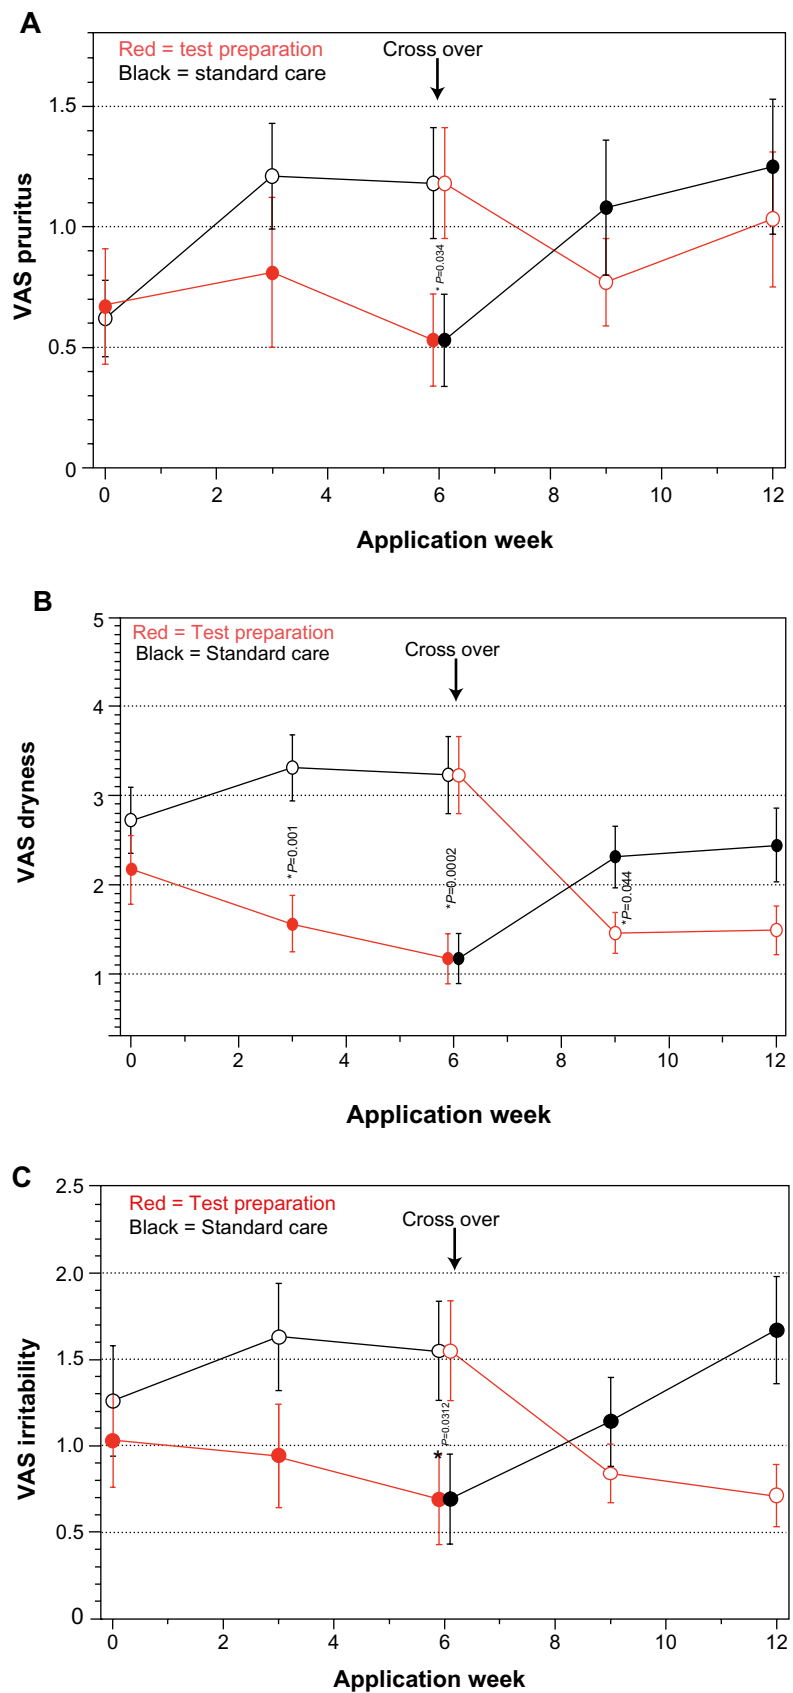 A
Red = test preparation
Black = standard care
Cross over
1.5
1.0
0.5
0
VAS pruritus
* P=0.034
0 2 4 6 8 10 12
Application week
B
Red = Test preparation
Black = Standard care
Cross over
5
4
3
2
1
VAS dryness
*P=0.001
*P=0.0002
*P=0.044
0 2 4 6 8 10 12
Application week
C
Red = Test preparation
Black = Standard care
Cross over
2.5
2.0
1.5
1.0
0.5
0
VAS irritability
P=0.0312
*
0 2 4 6 8 10 12
Application week